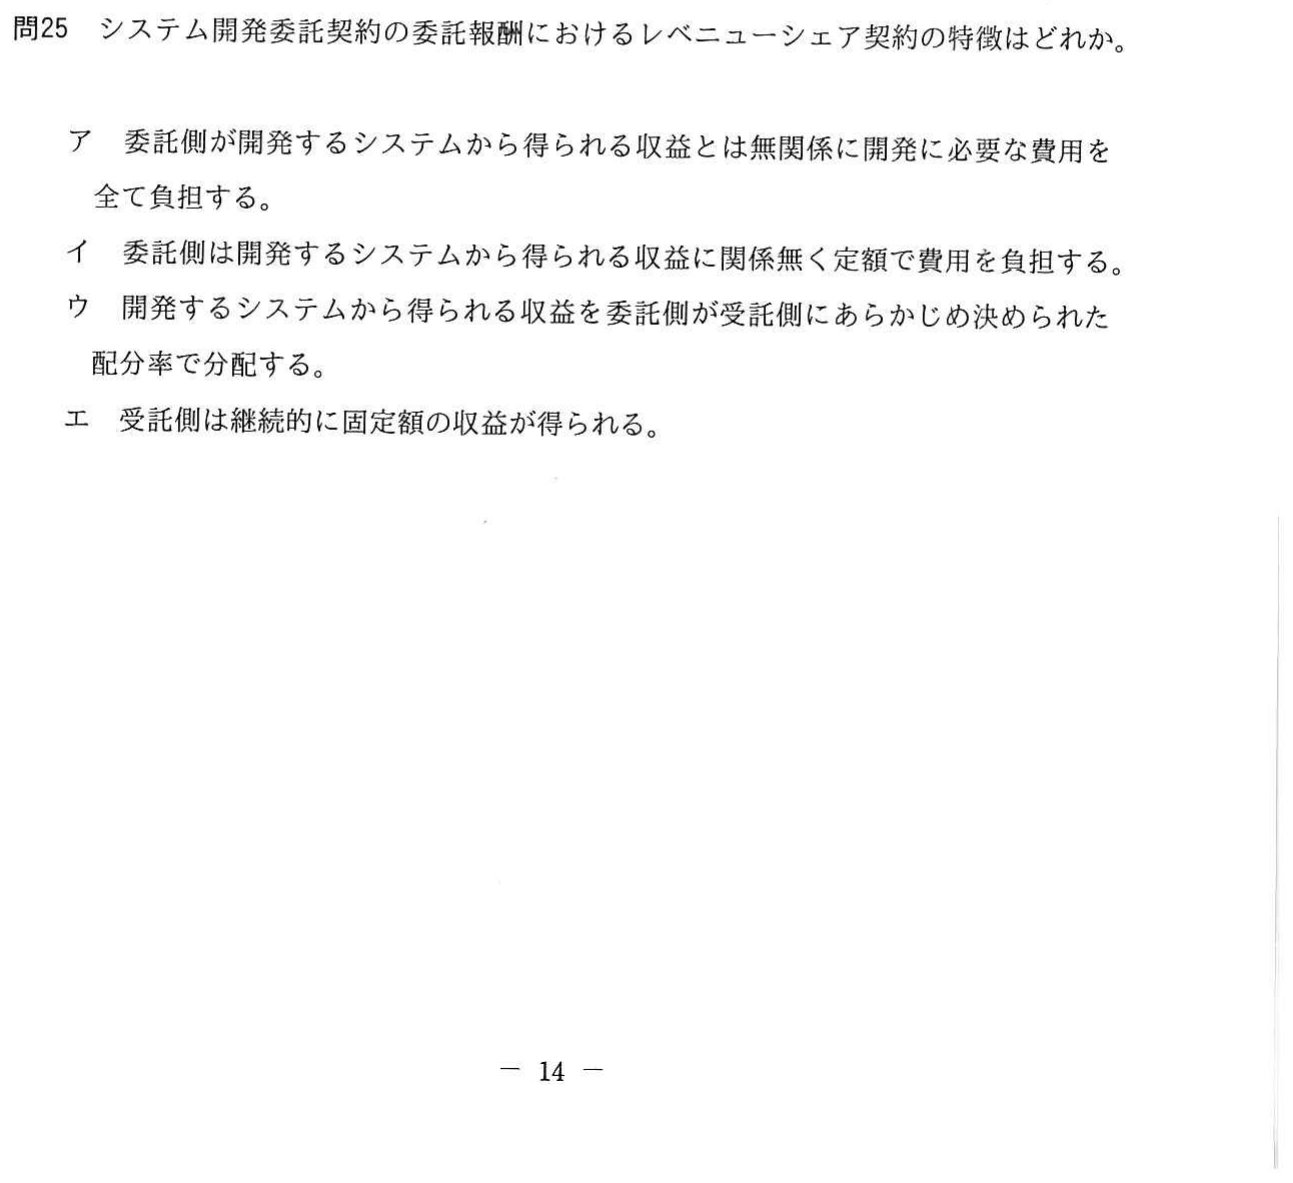 問25　システム開発委託契約の委託報酬におけるレベニューシェア契約の特徴はどれか。
ア　委託側が開発するシステムから得られる収益とは無関係に開発に必要な費用を
全て負担する。
イ　委託側は開発するシステムから得られる収益に関係無く定額で費用を負担する。
ウ　開発するシステムから得られる収益を委託側が受託側にあらかじめ決められた
配分率で分配する。
エ　受託側は継続的に固定額の収益が得られる。
― 14 ―